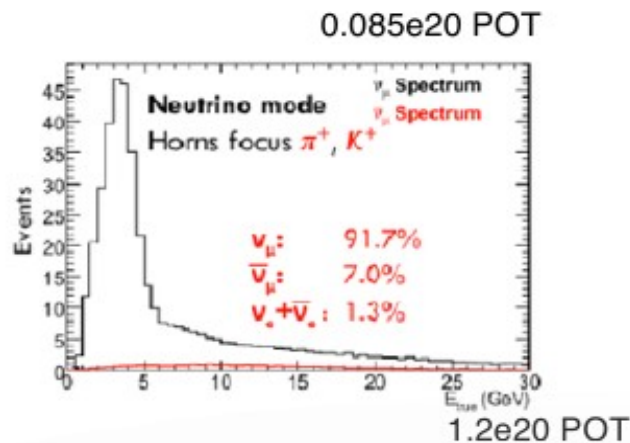 0.085e20 POT
45
40
35
30
25
20
15
10
5
0
Events
Neutrino mode
Horns focus π⁺, K⁺
ν_μ Spectrum
ν̄_μ Spectrum
ν_μ: 91.7%
ν̄_μ: 7.0%
ν_e+ν̄_e: 1.3%
0 5 10 15 20 25 30
E_true (GeV)
1.2e20 POT